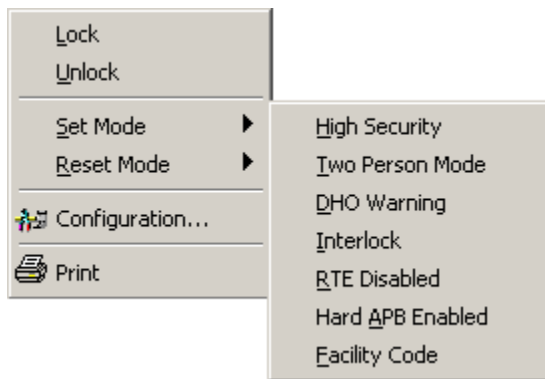 Lock
Unlock
Set Mode
Reset Mode
Configuration...
Print
High Security
Two Person Mode
DHO Warning
Interlock
RTE Disabled
Hard APB Enabled
Facility Code